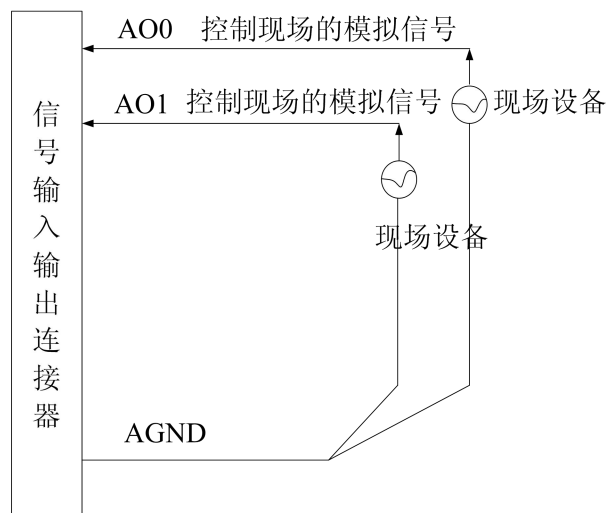 AO0 控制现场的模拟信号
AO1 控制现场的模拟信号
现场设备
现场设备
信号输入输出连接器
AGND